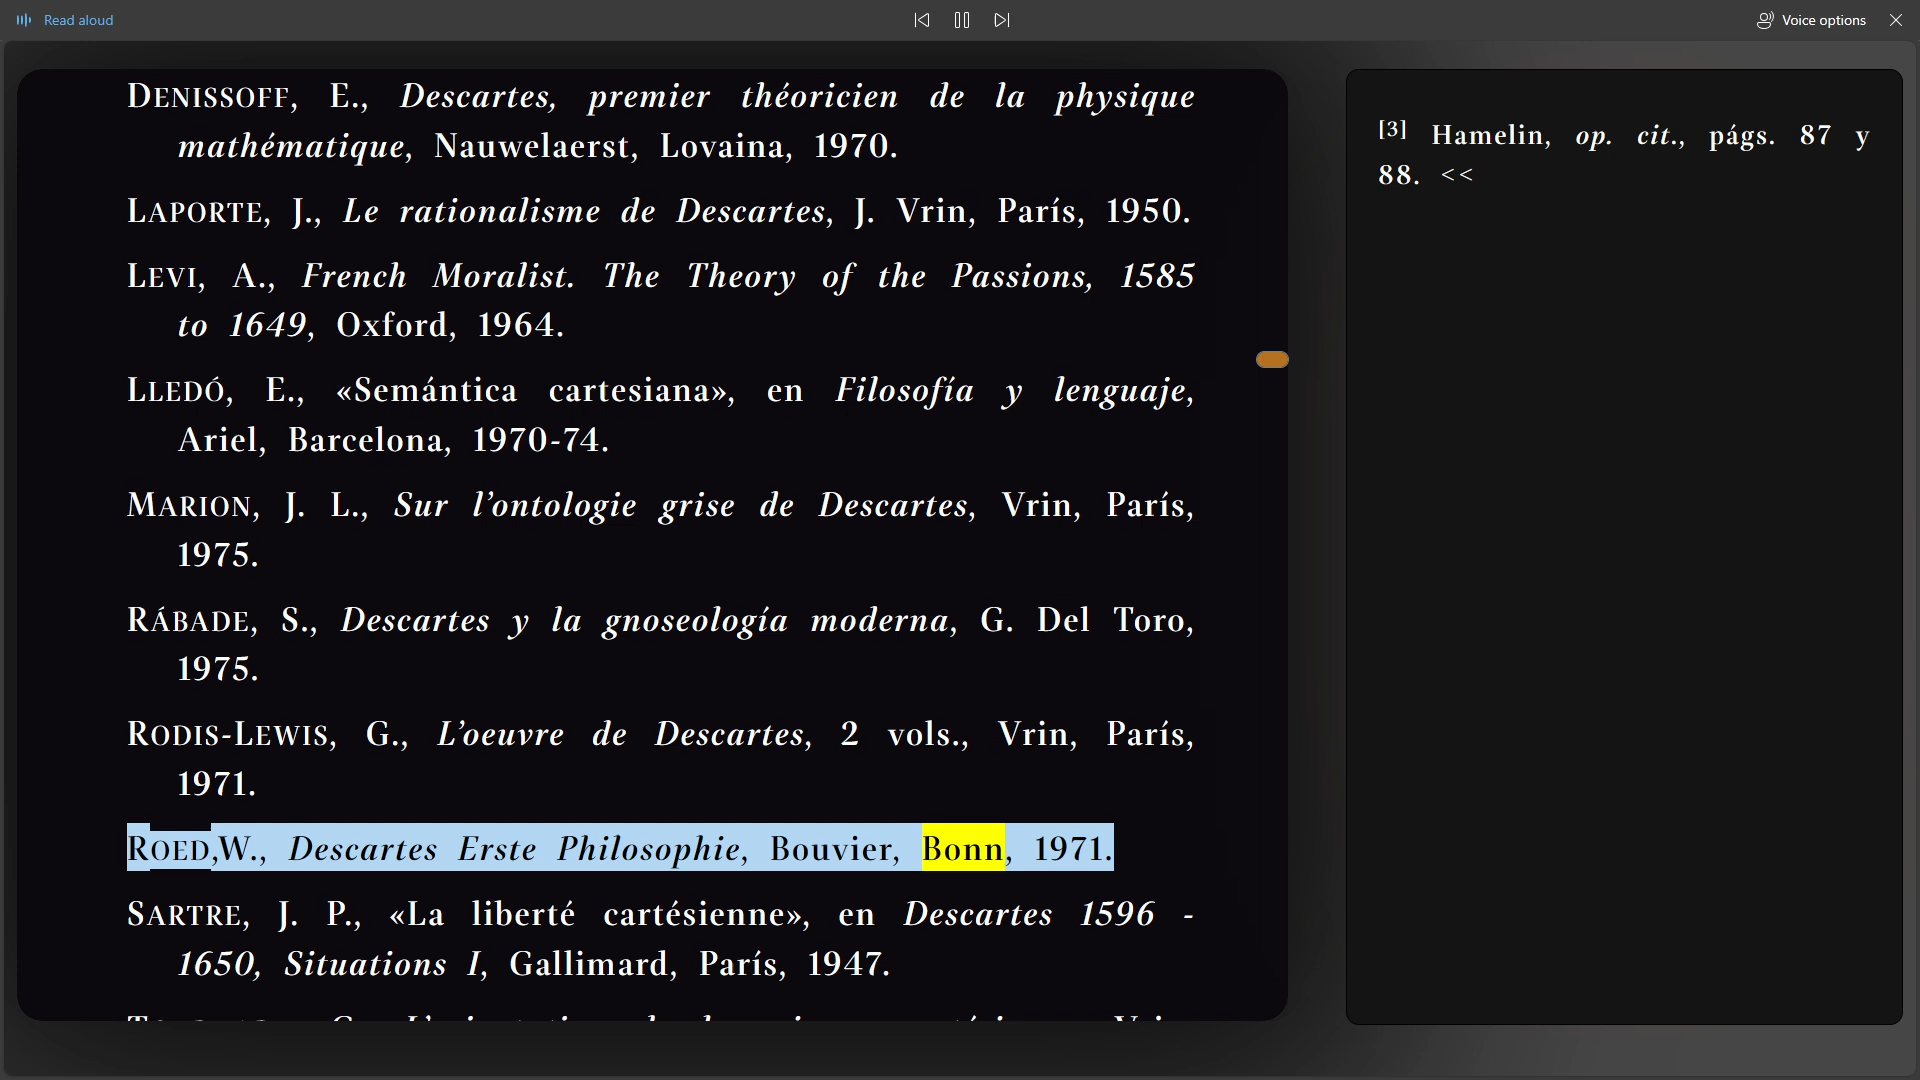 Read aloud
Voice options
DENISSOFF, E., Descartes, premier théoricien de la physique
mathématique, Nauwelaerst, Lovaina, 1970.
LAPORTE, J., Le rationalisme de Descartes, J. Vrin, París, 1950.
LEVI, A., French Moralist. The Theory of the Passions, 1585
to 1649, Oxford, 1964.
LLEDÓ, E., «Semántica cartesiana», en Filosofía y lenguaje,
Ariel, Barcelona, 1970-74.
MARION, J. L., Sur l’ontologie grise de Descartes, Vrin, París,
1975.
RÁBADE, S., Descartes y la gnoseología moderna, G. Del Toro,
1975.
RODIS-LEWIS, G., L’oeuvre de Descartes, 2 vols., Vrin, París,
1971.
ROED,W., Descartes Erste Philosophie, Bouvier, Bonn, 1971.
SARTRE, J. P., «La liberté cartésienne», en Descartes 1596 -
1650, Situations I, Gallimard, París, 1947.
[3] Hamelin, op. cit., págs. 87 y
88. <<